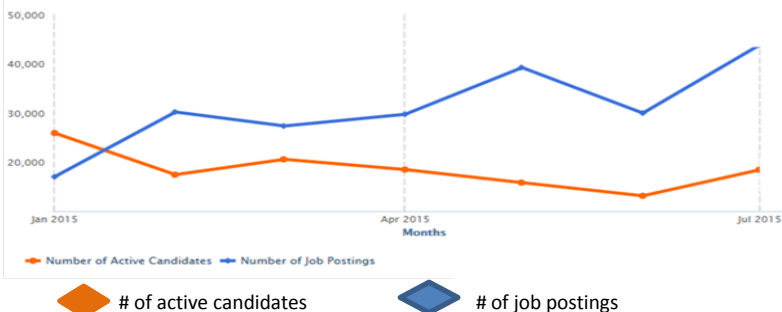 50,000
40,000
30,000
20,000
Jan 2015 Apr 2015 Jul 2015
Months
Number of Active Candidates Number of Job Postings
# of active candidates # of job postings